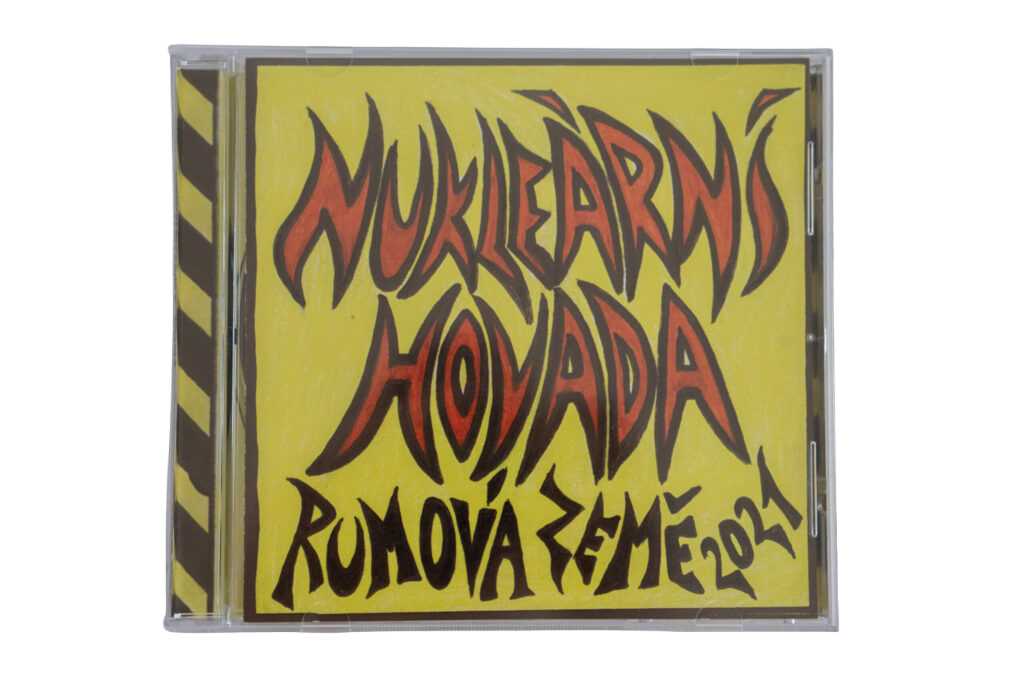 NUKLEÁRNÍ
HOVADA
RUMOVÁ ZEMĚ 2021